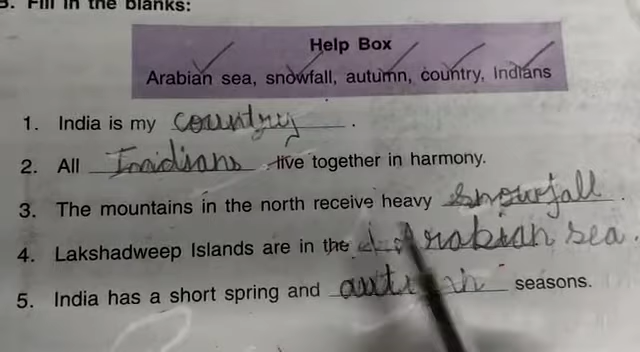 3. Fill in the blanks:
Help Box
Arabian sea, snowfall, autumn, country, Indians
1. India is my country.
2. All Inidians live together in harmony.
3. The mountains in the north receive heavy snowfall.
4. Lakshadweep Islands are in the Arabian sea.
5. India has a short spring and seasons.